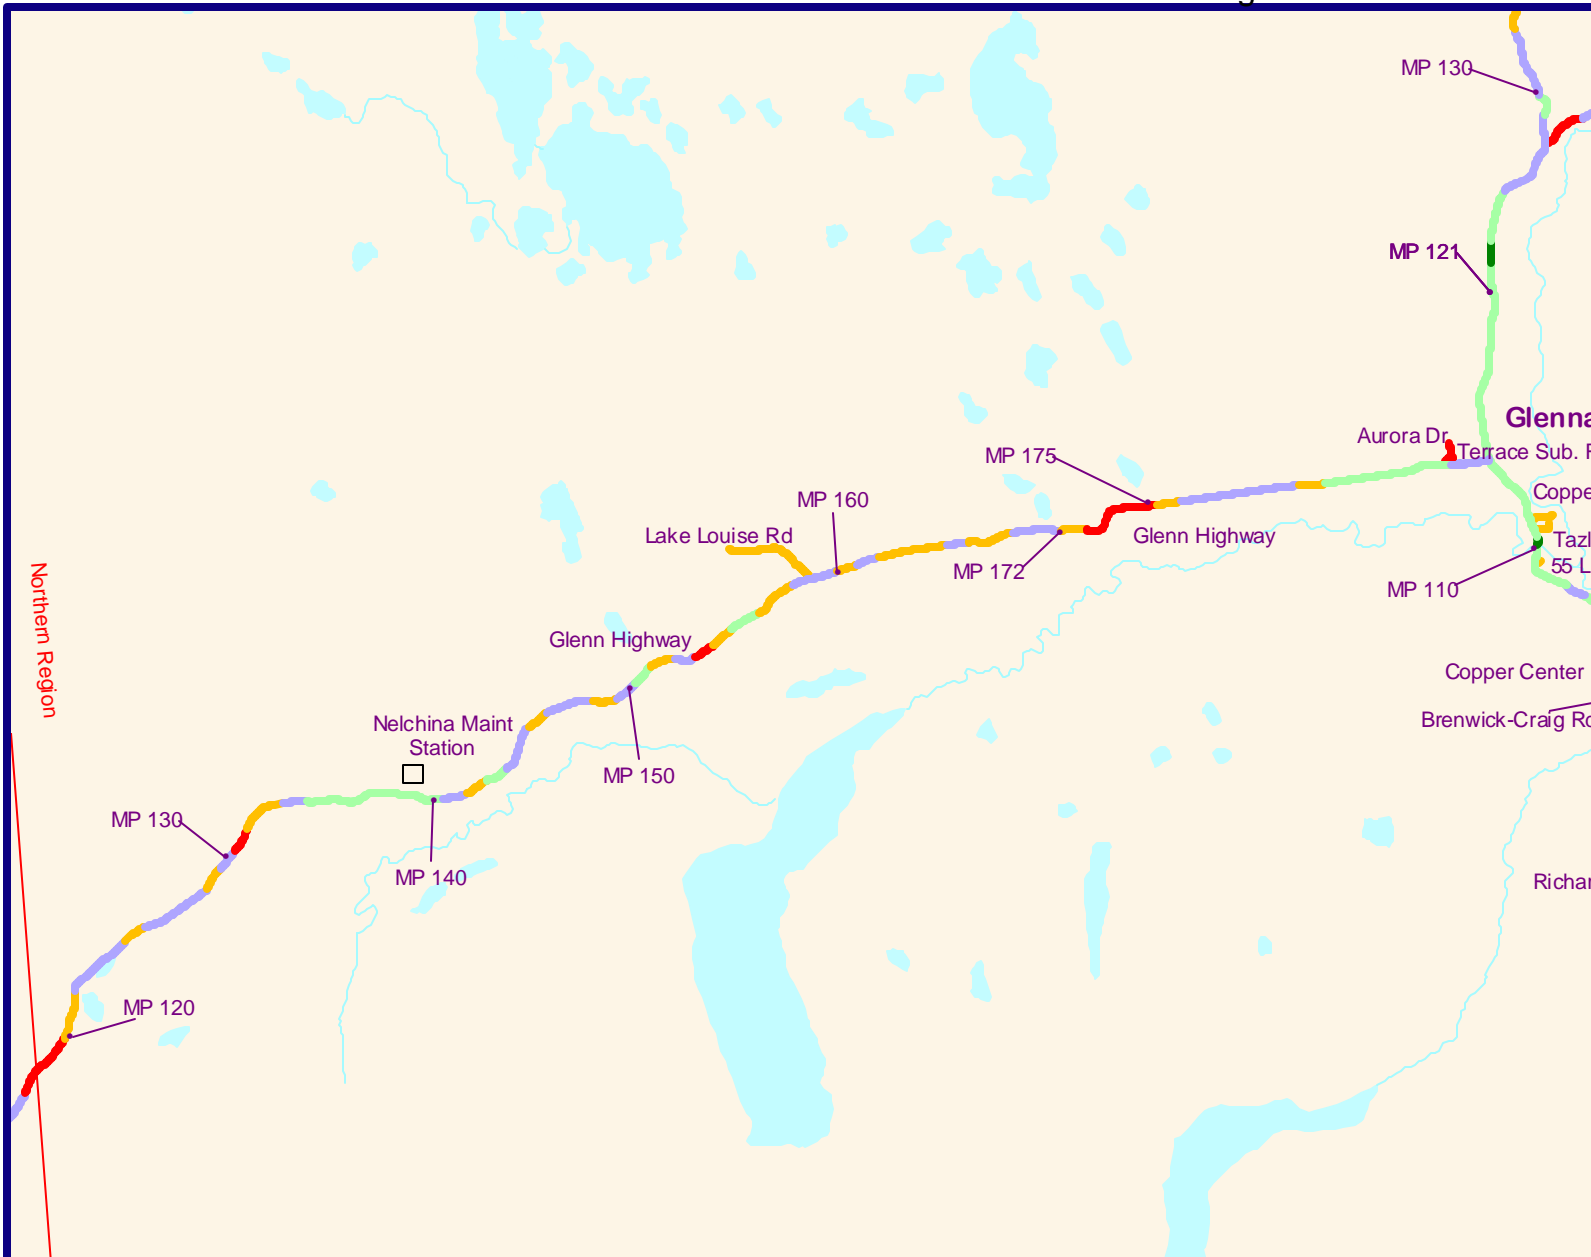 MP 130
MP 121
Glenna
Aurora Dr
Terrace Sub. R
MP 175
Coppe
MP 160
Lake Louise Rd
Glenn Highway
Tazl
55 L
MP 172
MP 110
Northern Region
Glenn Highway
Copper Center
Brenwick-Craig Ro
Nelchina Maint
Station
MP 150
MP 130
MP 140
Richar
MP 120